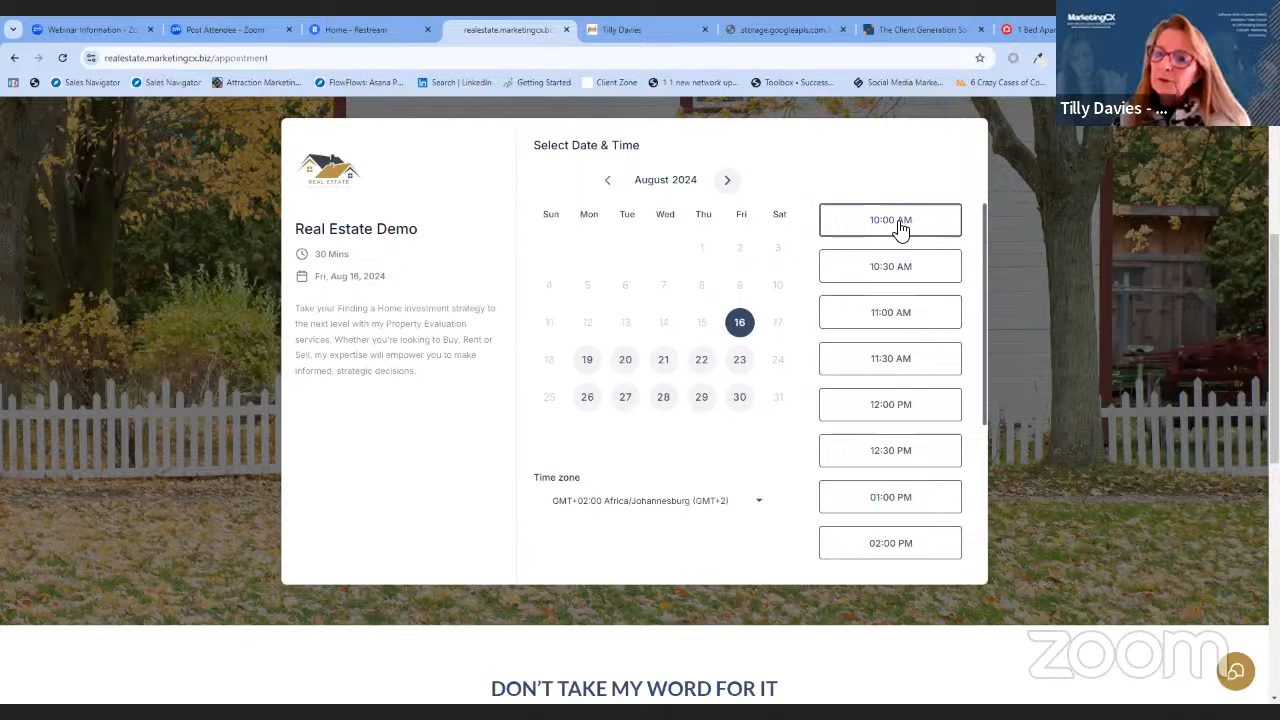 Webinar Information - Zo
Post Attendee - Zoom
Home - Restream
realestate.marketingcx.biz
Tilly Davies
storage.googleapis.com/
The Client Generation S
1 Bed Apar
realestate.marketingcx.biz/appointment
Sales Navigator
Sales Navigator
Attraction Marketin...
FlowFlows: Asana P...
Search | LinkedIn
Getting Started
Client Zone
1 1 new network up...
Toolbox • Success...
Social Media Marke...
6 Crazy Cases of Co
MarketingCX
Tilly Davies - ...
REAL ESTATE
Real Estate Demo
30 Mins
Fri, Aug 16, 2024
Take your Finding a Home investment strategy to
the next level with my Property Evaluation
services. Whether you're looking to Buy, Rent or
Sell, my expertise will empower you to make
informed, strategic decisions.
Select Date & Time
August 2024
Sun Mon Tue Wed Thu Fri Sat
1 2 3
4 5 6 7 8 9 10
11 12 13 14 15 16 17
18 19 20 21 22 23 24
25 26 27 28 29 30 31
Time zone
GMT+02:00 Africa/Johannesburg (GMT+2)
10:00 AM
10:30 AM
11:00 AM
11:30 AM
12:00 PM
12:30 PM
01:00 PM
02:00 PM
zoom
DON'T TAKE MY WORD FOR IT